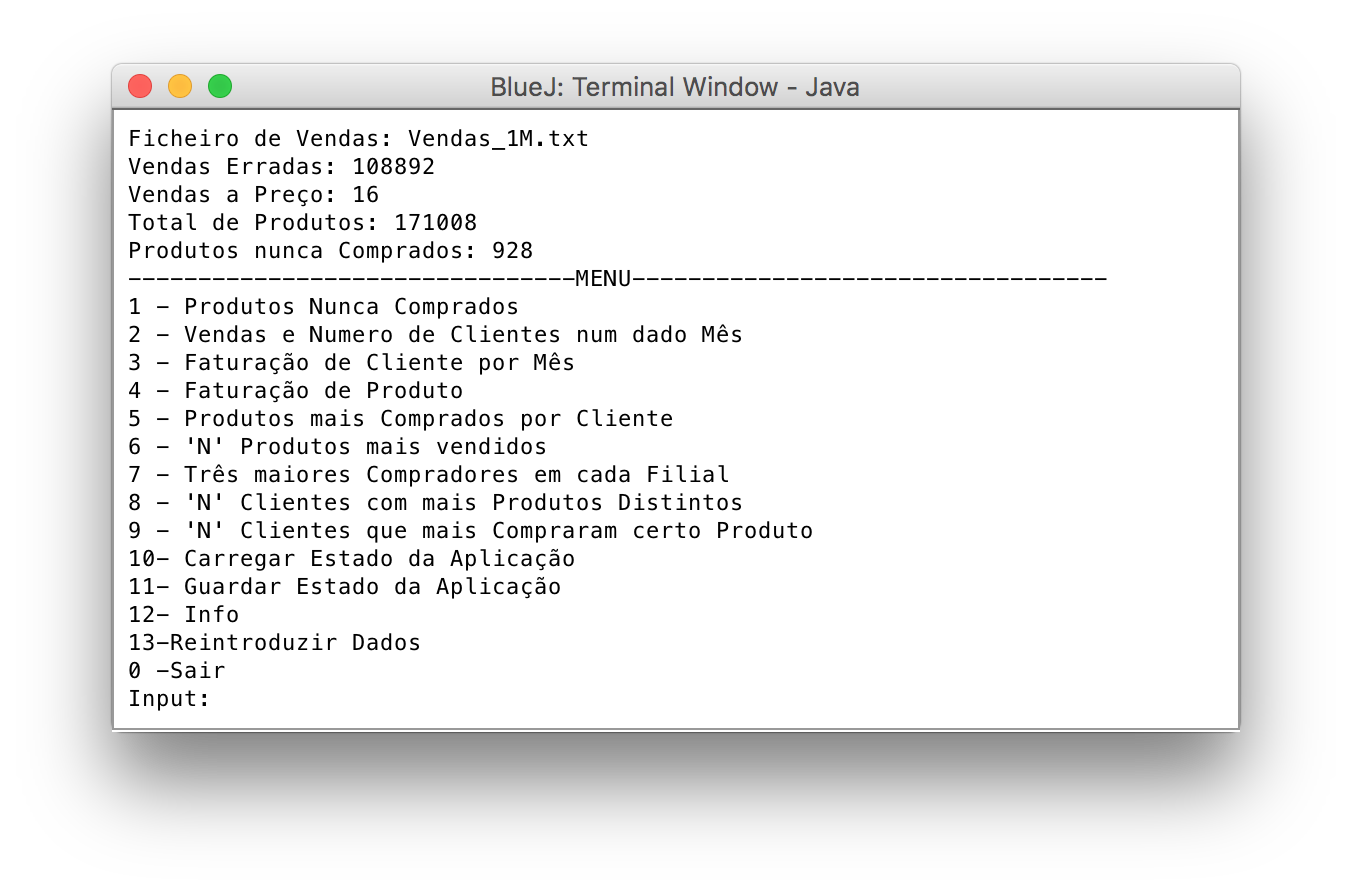 BlueJ: Terminal Window - Java
Ficheiro de Vendas: Vendas_1M.txt
Vendas Erradas: 108892
Vendas a Preço: 16
Total de Produtos: 171008
Produtos nunca Comprados: 928
--------------------------------MENU----------------------------------
1 - Produtos Nunca Comprados
2 - Vendas e Numero de Clientes num dado Mês
3 - Faturação de Cliente por Mês
4 - Faturação de Produto
5 - Produtos mais Comprados por Cliente
6 - 'N' Produtos mais vendidos
7 - Três maiores Compradores em cada Filial
8 - 'N' Clientes com mais Produtos Distintos
9 - 'N' Clientes que mais Compraram certo Produto
10- Carregar Estado da Aplicação
11- Guardar Estado da Aplicação
12- Info
13-Reintroduzir Dados
0 -Sair
Input: